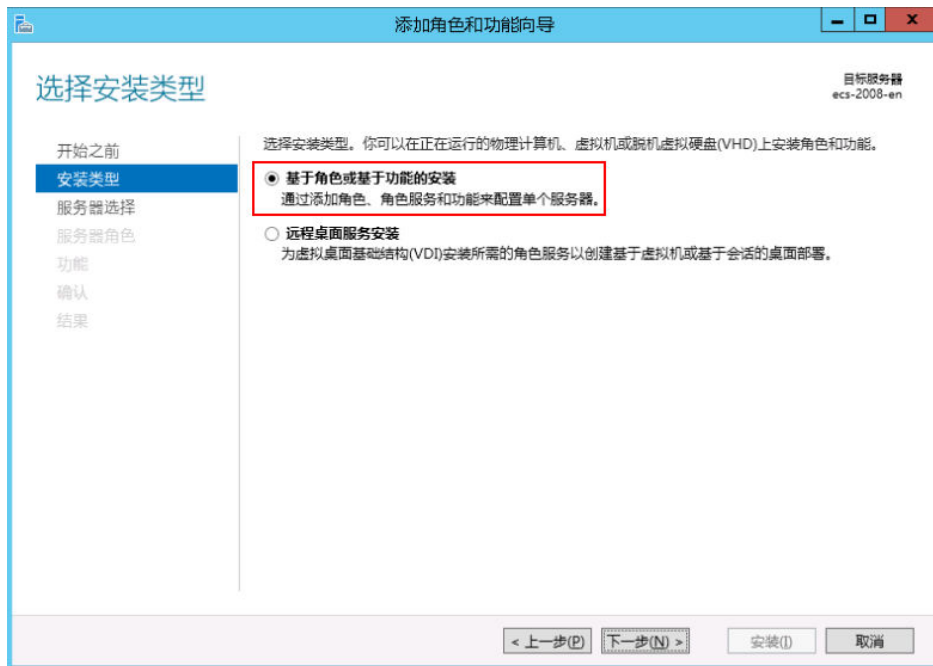 添加角色和功能向导
选择安装类型
目标服务器
ecs-2008-en
开始之前
安装类型
服务器选择
服务器角色
功能
确认
结果
选择安装类型。你可以在正在运行的物理计算机、虚拟机或脱机虚拟硬盘(VHD)上安装角色和功能。
基于角色或基于功能的安装
通过添加角色、角色服务和功能来配置单个服务器。
远程桌面服务安装
为虚拟桌面基础结构(VDI)安装所需的角色服务以创建基于虚拟机或基于会话的桌面部署。
< 上一步(P) 下一步(N) > 安装(I) 取消